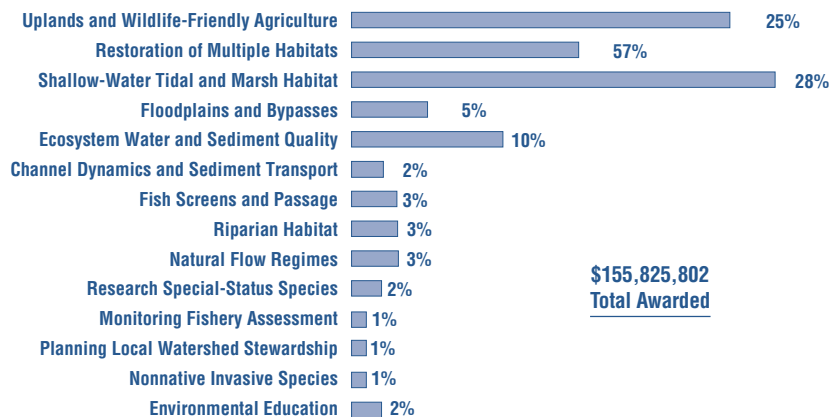 Uplands and Wildlife-Friendly Agriculture 25%
Restoration of Multiple Habitats 57%
Shallow-Water Tidal and Marsh Habitat 28%
Floodplains and Bypasses 5%
Ecosystem Water and Sediment Quality 10%
Channel Dynamics and Sediment Transport 2%
Fish Screens and Passage 3%
Riparian Habitat 3%
Natural Flow Regimes 3%
Research Special-Status Species 2%
Monitoring Fishery Assessment 1%
Planning Local Watershed Stewardship 1%
Nonnative Invasive Species 1%
Environmental Education 2%
$155,825,802
Total Awarded